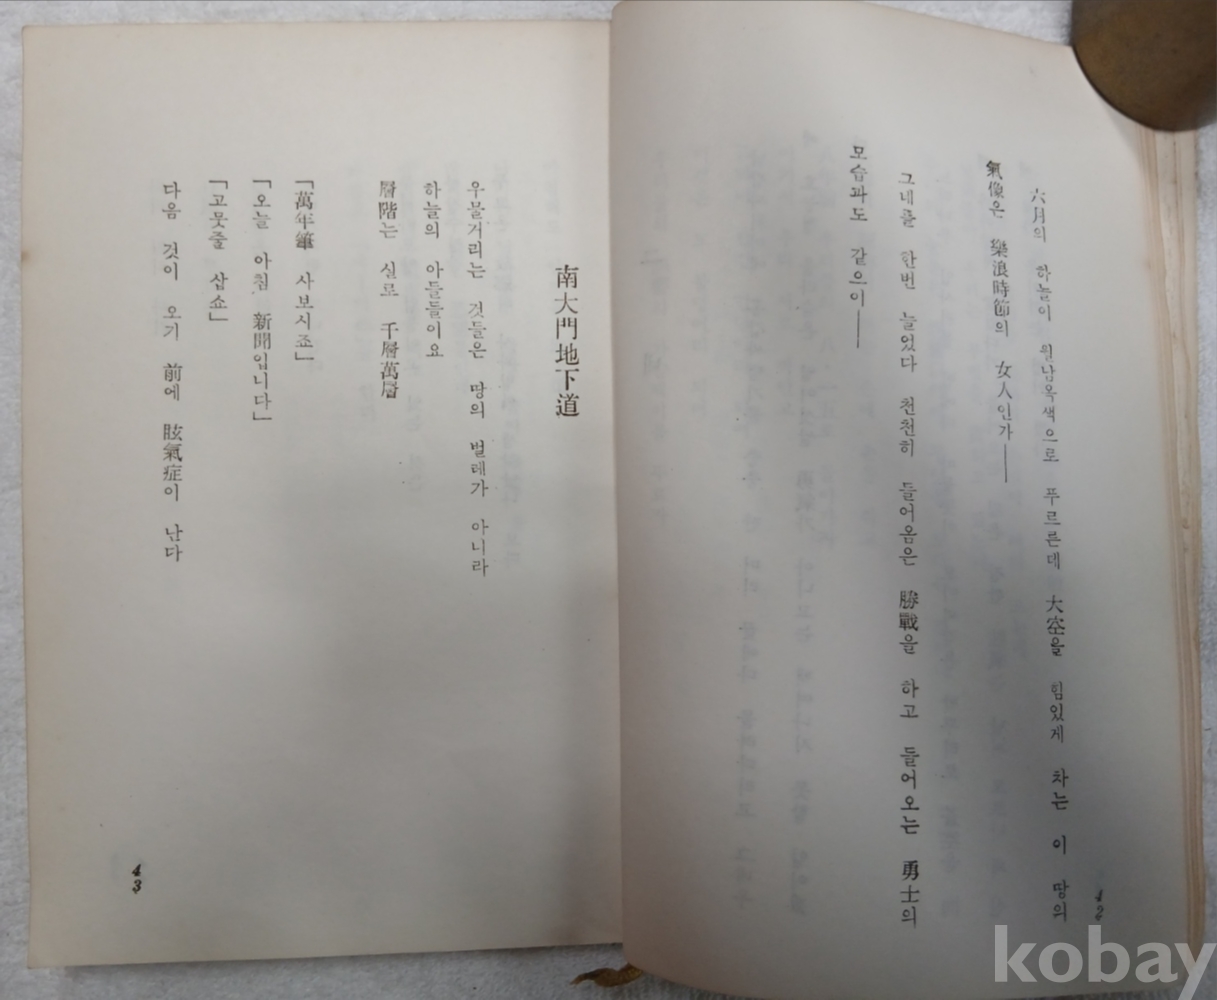 六月의 하늘이 월남옥색으로 푸르른데 大空을 힘있게 차는 이 땅의
氣像은 樂浪時節의 女人인가──
그네를 한번 늘었다 천천히 들어옴은 勝戰을 하고 들어오는 勇士의
모습과도 같으이──
42
南大門地下道
우물거리는 것들은 땅의 벌레가 아니라
하늘의 아들들이요
層階는 실로 千層萬層
「萬年筆 사보시죠」
「오늘 아침 新聞입니다」
「고무줄 삽쇼」
다음 것이 오기 前에 眩氣症이 난다
43
kobay